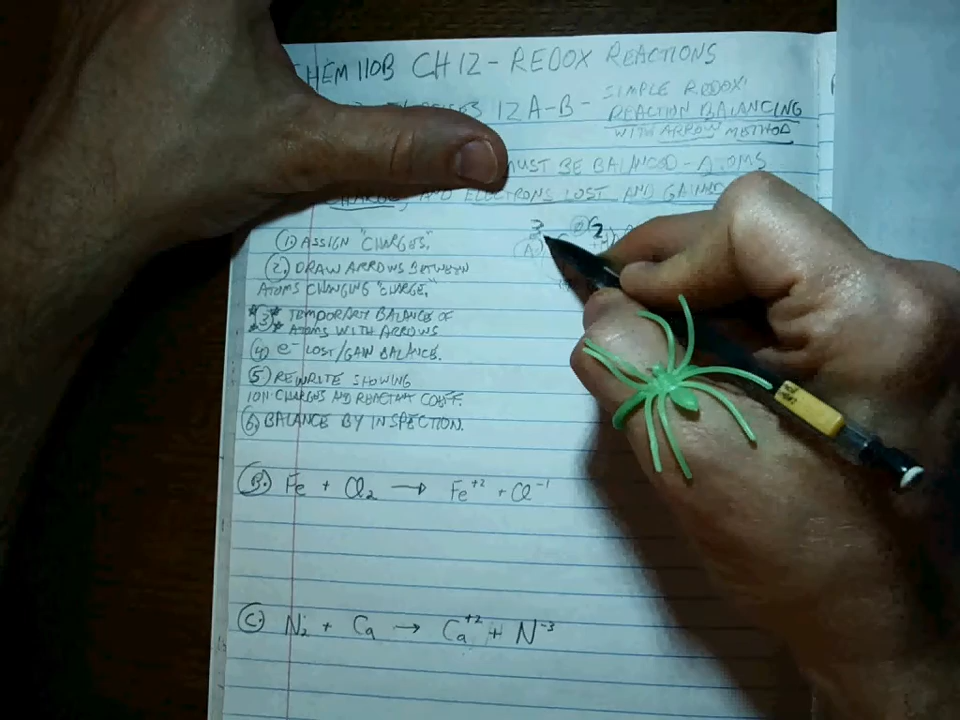 CHEM 110B CH 12 - REDOX REACTIONS
12 A-B - SIMPLE REDOX
REACTION BALANCING
WITH ARROW METHOD
MUST BE BALANCED - ATOMS
CHARGE, AND ELECTRONS LOST AND GAINED
① ASSIGN "CHARGES."
② DRAW ARROWS BETWEEN
ATOMS CHANGING "CHARGE."
*③* TEMPORARY BALANCE OF
* * ATOMS WITH ARROWS
④ e⁻ LOST/GAIN BALANCE.
⑤ REWRITE SHOWING
ION CHARGES AND REACTANT COEFF.
⑥ BALANCE BY INSPECTION.
Ⓑ. Fe + Cl₂ → Fe⁺² + Cl⁻¹
Ⓒ. N₂ + Ca → Ca⁺² + N⁻³